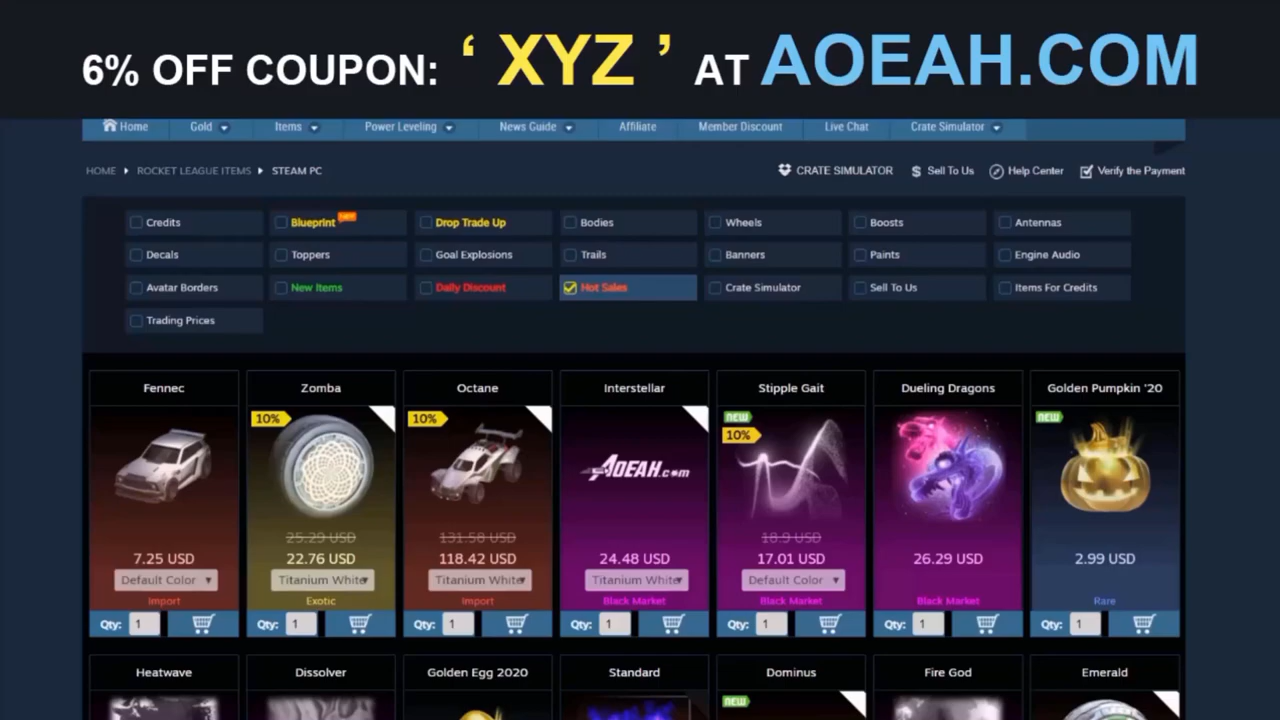 6% OFF COUPON: ‘ XYZ ’ AT AOEAH.COM
Home Gold Items Power Leveling News Guide Affiliate Member Discount Live Chat Crate Simulator
HOME ROCKET LEAGUE ITEMS STEAM PC CRATE SIMULATOR $ Sell To Us Help Center Verify the Payment
Credits Blueprint Drop Trade Up Bodies Wheels Boosts Antennas
Decals Toppers Goal Explosions Trails Banners Paints Engine Audio
Avatar Borders New Items Daily Discount Hot Sales Crate Simulator Sell To Us Items For Credits
Trading Prices
Fennec Zomba Octane Interstellar Stipple Gait Dueling Dragons Golden Pumpkin '20
10% 10% NEW NEW
10%
AOEAH.COM
25.29 USD 131.58 USD 18.9 USD
7.25 USD 22.76 USD 118.42 USD 24.48 USD 17.01 USD 26.29 USD 2.99 USD
Default Color Titanium White Titanium White Titanium White Default Color
Import Exotic Import Black Market Black Market Black Market Rare
Qty: 1 Qty: 1 Qty: 1 Qty: 1 Qty: 1 Qty: 1 Qty: 1
Heatwave Dissolver Golden Egg 2020 Standard Dominus Fire God Emerald
NEW